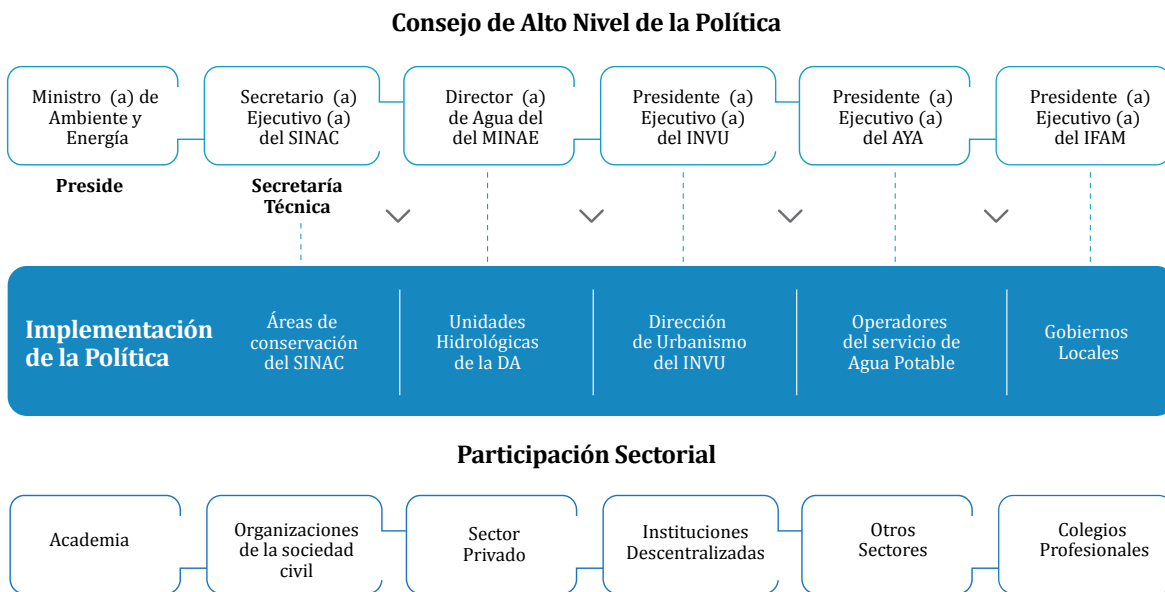 Consejo de Alto Nivel de la Política
Ministro (a) de
Ambiente y
Energía
Secretario (a)
Ejecutivo (a)
del SINAC
Director (a)
de Agua del
del MINAE
Presidente (a)
Ejecutivo (a)
del INVU
Presidente (a)
Ejecutivo (a)
del AYA
Presidente (a)
Ejecutivo (a)
del IFAM
Preside
Secretaría
Técnica
Implementación
de la Política
Áreas de
conservación
del SINAC
Unidades
Hidrológicas
de la DA
Dirección
de Urbanismo
del INVU
Operadores
del servicio de
Agua Potable
Gobiernos
Locales
Participación Sectorial
Academia
Organizaciones
de la sociedad
civil
Sector
Privado
Instituciones
Descentralizadas
Otros
Sectores
Colegios
Profesionales